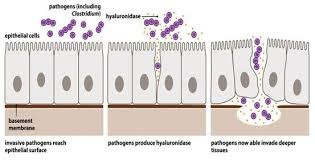 pathogens (including
Clostridium)
hyaluronidase
epithelial cells
basement
membrane
invasive pathogens reach
epithelial surface
pathogens produce hyaluronidase
pathogens now able invade deeper
tissues